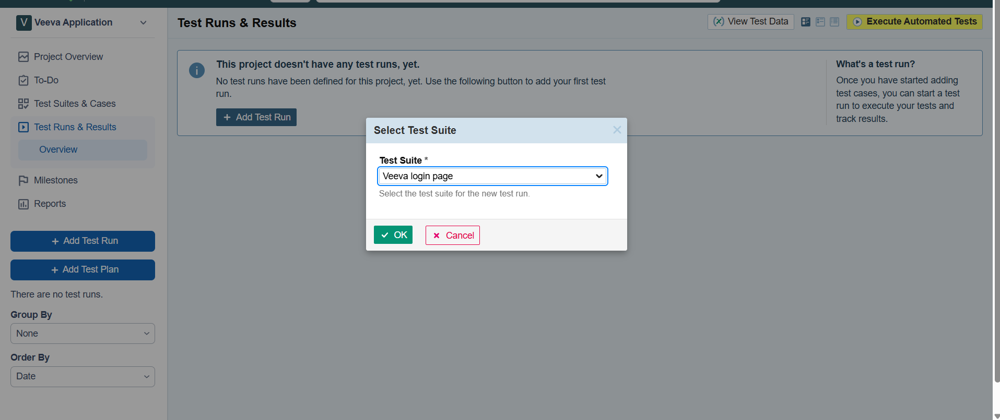 V Veeva Application
Project Overview
To-Do
Test Suites & Cases
Test Runs & Results
Overview
Milestones
Reports
+ Add Test Run
+ Add Test Plan
There are no test runs.
Group By
None
Order By
Date
Test Runs & Results
View Test Data
Execute Automated Tests
This project doesn't have any test runs, yet.
No test runs have been defined for this project, yet. Use the following button to add your first test
run.
+ Add Test Run
What's a test run?
Once you have started adding
test cases, you can start a test
run to execute your tests and
track results.
Select Test Suite
Test Suite *
Veeva login page
Select the test suite for the new test run.
OK
Cancel